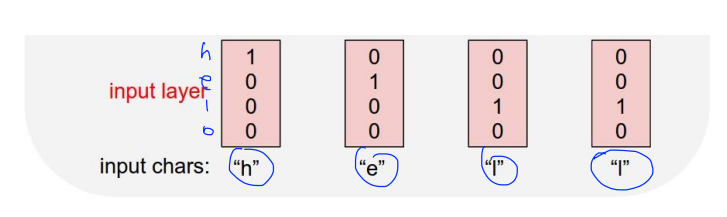 h 1 0 0 0
e 0 1 0 0
input layer
l 0 0 1 1
o 0 0 0 0
input chars: “h” “e” “l” “l”